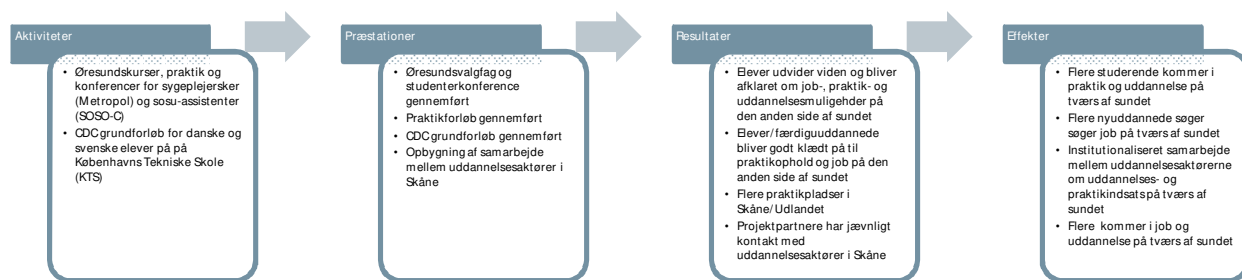 Aktiviteter
• Øresundskurser, praktik og
konferencer for sygeplejersker
(Metropol) og sosu-assistenter
(SOSO-C)
• CDC grundforløb for danske og
svenske elever på på
Københavns Tekniske Skole
(KTS)
Præstationer
• Øresundsvalgfag og
studenterkonference
gennemført
• Praktikforløb gennemført
• CDC grundforløb gennemført
• Opbygning af samarbejde
mellem uddannelsesaktører i
Skåne
Resultater
• Elever udvider viden og bliver
afklaret om job-, praktik- og
uddannelsesmuligehder på
den anden side af sundet
• Elever/færdiguuddannede
bliver godt klædt på til
praktikophold og job på den
anden side af sundet
• Flere praktikpladser i
Skåne/Udlandet
• Projektpartnere har jævnligt
kontakt med
uddannelsesaktører i Skåne
Effekter
• Flere studerende kommer i
praktik og uddannelse på
tværs af sundet
• Flere nyuddannede søger
søger job på tværs af sundet
• Institutionaliseret samarbejde
mellem uddannelsesaktørerne
om uddannelses- og
praktikindsats på tværs af
sundet
• Flere kommer i job og
uddannelse på tværs af sundet